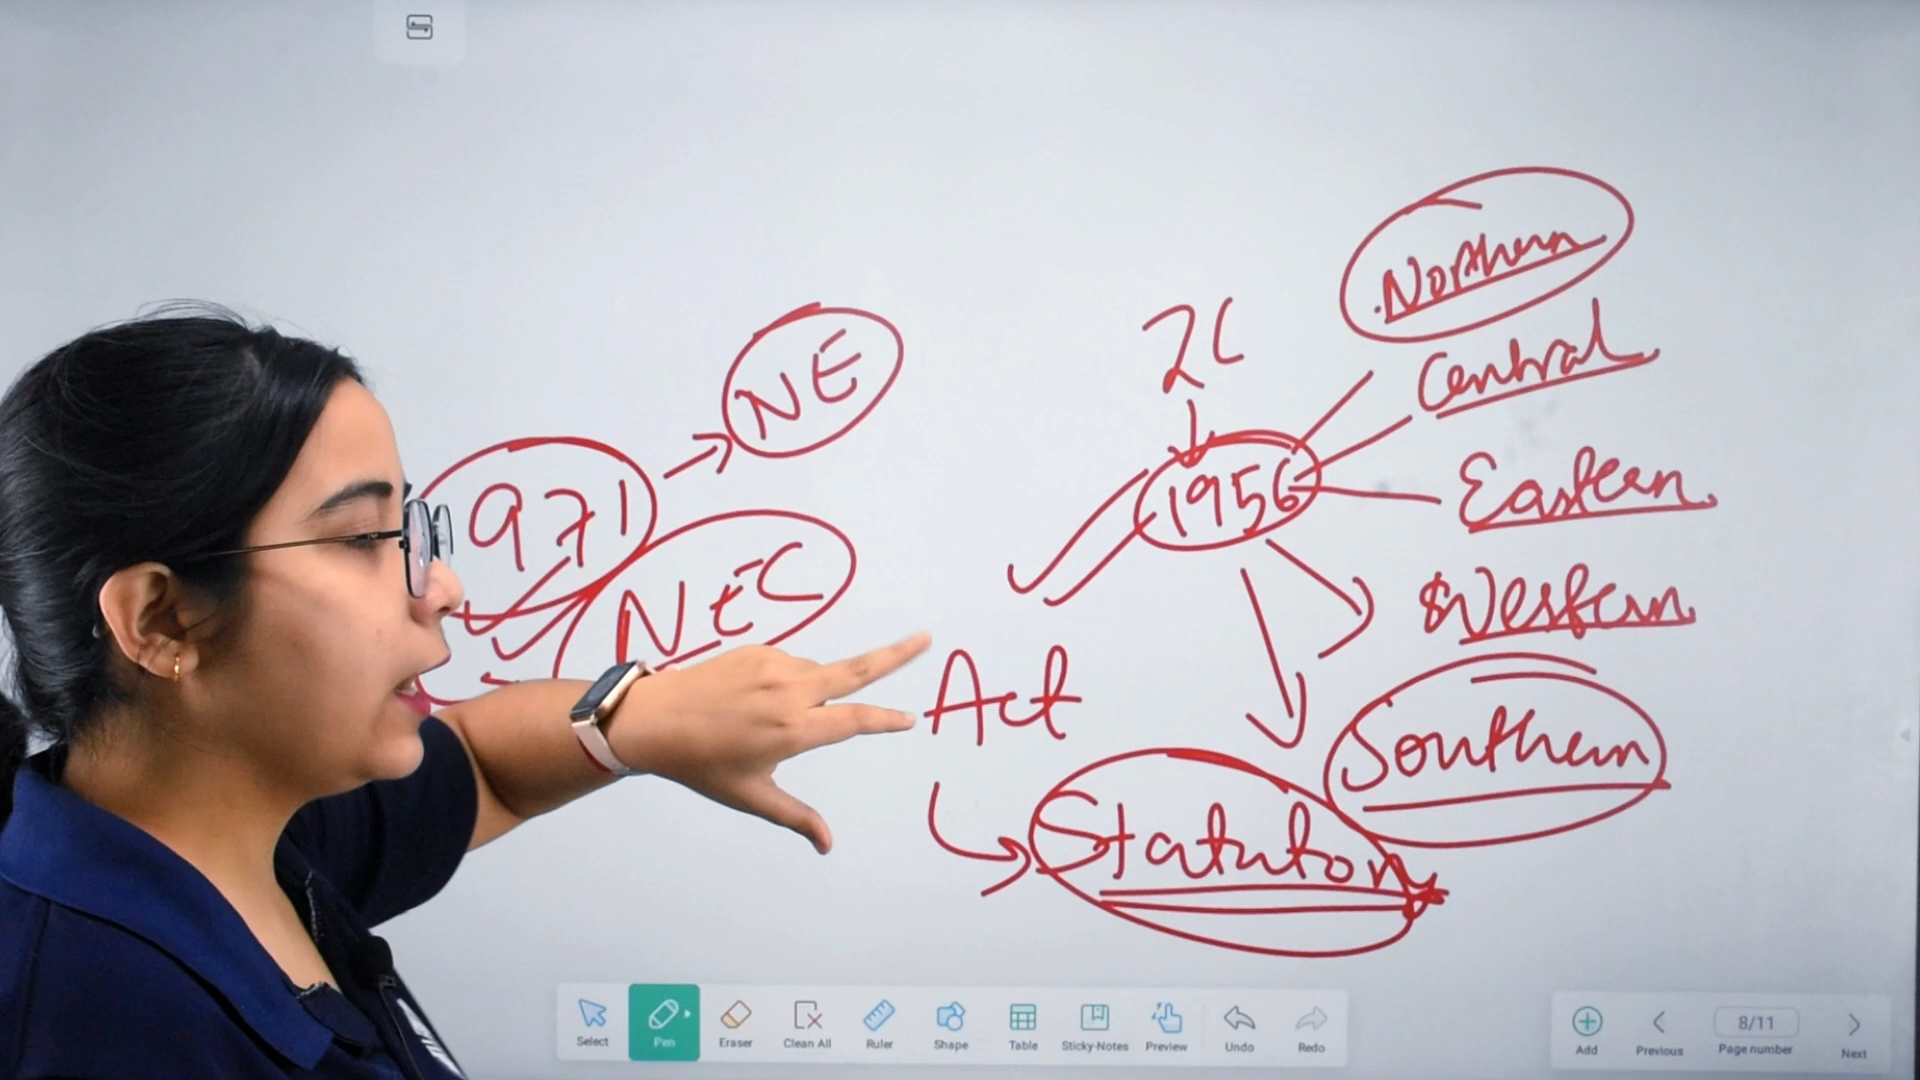 NE
971
NEC
ZC
1956
Northern
Central
Eastern
Western
Southern
Act
Statutory
Select
Pen
Eraser
Clean All
Ruler
Shape
Table
Sticky-Notes
Preview
Undo
Redo
Add
Previous
8/11
Page number
Next